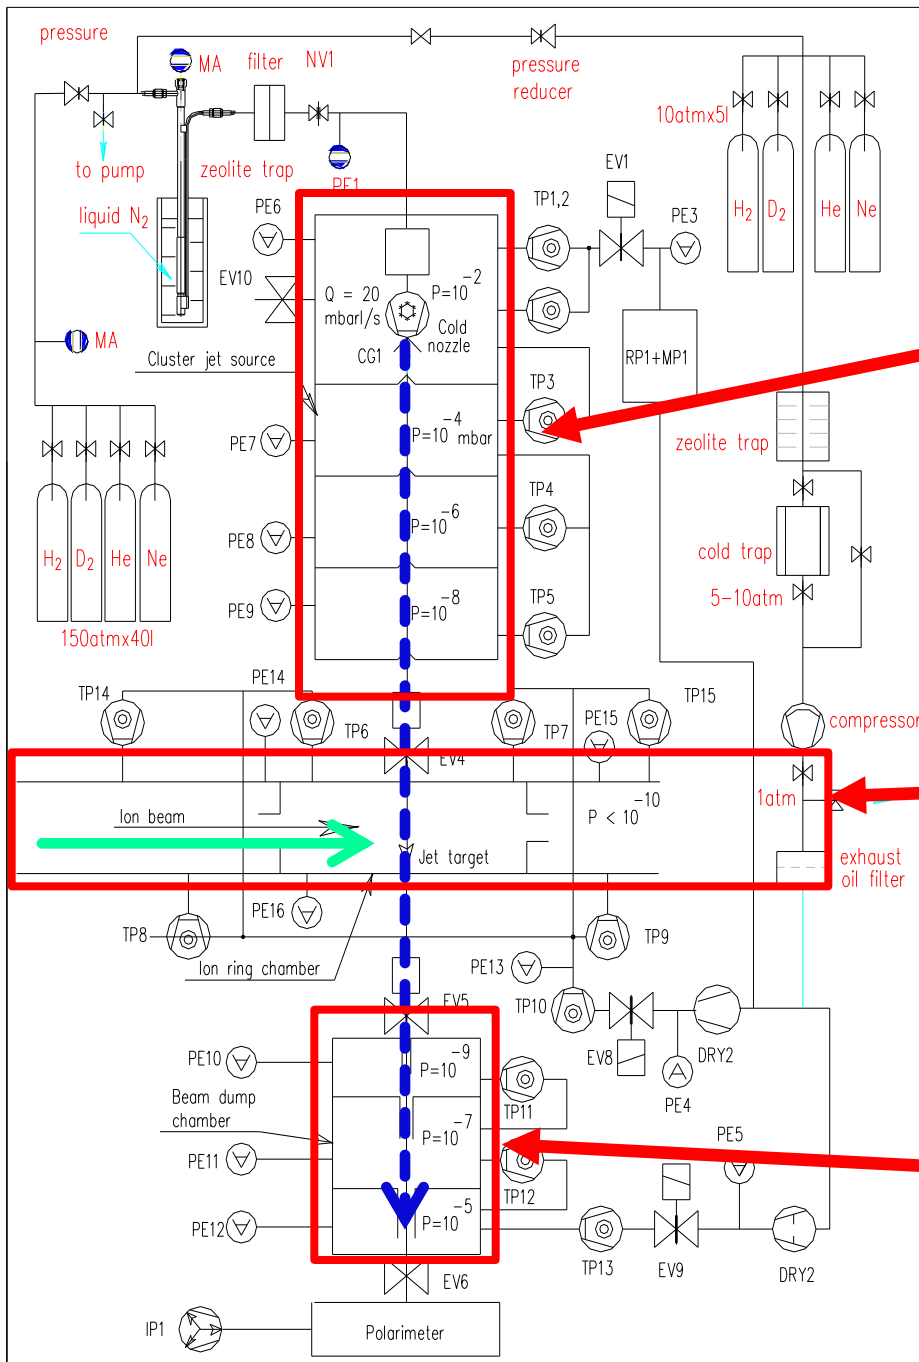 pressure
MA
filter
NV1
pressure
reducer
10atmx5l
to pump
zeolite trap
PE1
liquid N2
H2
D2
He
Ne
EV1
TP1,2
PE3
PE6
EV10
Q = 20
mbarl/s
P=10-2
Cold
nozzle
CG1
RP1+MP1
MA
Cluster jet source
TP3
P=10-4 mbar
PE7
zeolite trap
TP4
P=10-6
PE8
H2
D2
He
Ne
cold trap
5-10atm
P=10-8
TP5
PE9
150atmx40l
PE14
TP14
TP6
TP7
PE15
TP15
compressor
EV4
1atm
P < 10-10
Ion beam
Jet target
exhaust
oil filter
PE16
TP8
TP9
Ion ring chamber
PE13
EV5
TP10
EV8
DRY2
PE4
PE10
P=10-9
Beam dump
chamber
TP11
P=10-7
PE5
PE11
TP12
PE12
P=10-5
TP13
EV9
DRY2
EV6
IP1
Polarimeter